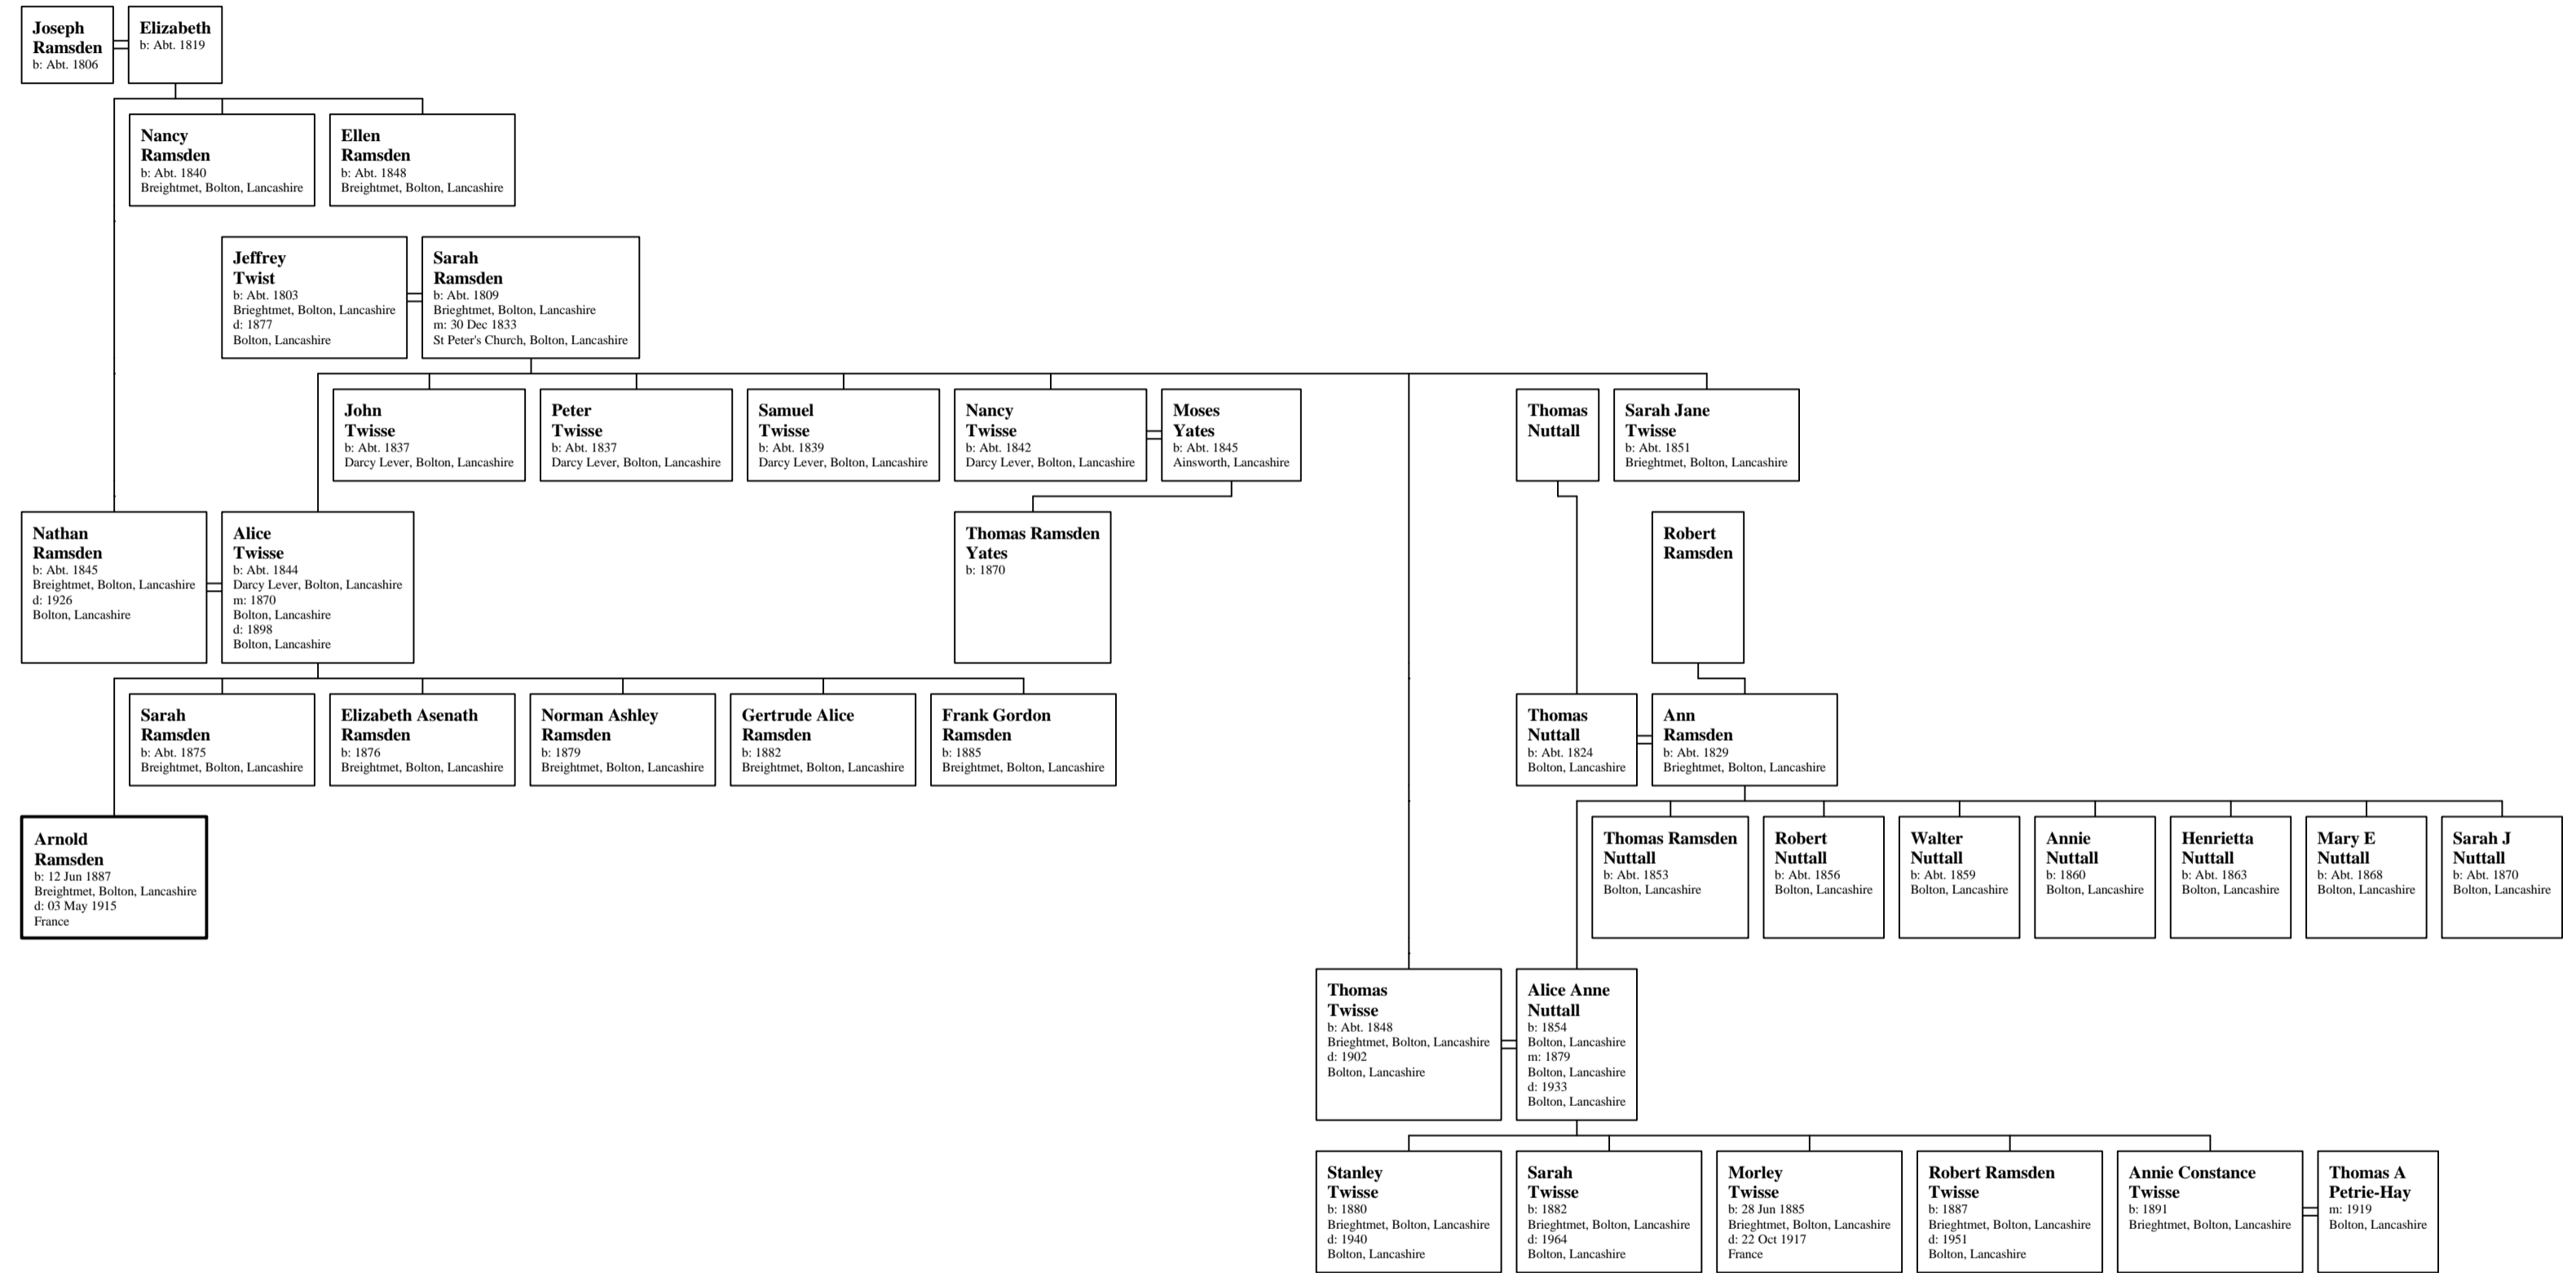 Joseph
Ramsden
b: Abt. 1806
Elizabeth
b: Abt. 1819
Nancy
Ramsden
b: Abt. 1840
Breightmet, Bolton, Lancashire
Ellen
Ramsden
b: Abt. 1848
Breightmet, Bolton, Lancashire
Jeffrey
Twist
b: Abt. 1803
Brieghtmet, Bolton, Lancashire
d: 1877
Bolton, Lancashire
Sarah
Ramsden
b: Abt. 1809
Brieghtmet, Bolton, Lancashire
m: 30 Dec 1833
St Peter's Church, Bolton, Lancashire
John
Twisse
b: Abt. 1837
Darcy Lever, Bolton, Lancashire
Peter
Twisse
b: Abt. 1837
Darcy Lever, Bolton, Lancashire
Samuel
Twisse
b: Abt. 1839
Darcy Lever, Bolton, Lancashire
Nancy
Twisse
b: Abt. 1842
Darcy Lever, Bolton, Lancashire
Moses
Yates
b: Abt. 1845
Ainsworth, Lancashire
Thomas
Nuttall
Sarah Jane
Twisse
b: Abt. 1851
Brieghtmet, Bolton, Lancashire
Nathan
Ramsden
b: Abt. 1845
Breightmet, Bolton, Lancashire
d: 1926
Bolton, Lancashire
Alice
Twisse
b: Abt. 1844
Darcy Lever, Bolton, Lancashire
m: 1870
Bolton, Lancashire
d: 1898
Bolton, Lancashire
Thomas Ramsden
Yates
b: 1870
Robert
Ramsden
Sarah
Ramsden
b: Abt. 1875
Breightmet, Bolton, Lancashire
Elizabeth Asenath
Ramsden
b: 1876
Breightmet, Bolton, Lancashire
Norman Ashley
Ramsden
b: 1879
Breightmet, Bolton, Lancashire
Gertrude Alice
Ramsden
b: 1882
Breightmet, Bolton, Lancashire
Frank Gordon
Ramsden
b: 1885
Breightmet, Bolton, Lancashire
Thomas
Nuttall
b: Abt. 1824
Bolton, Lancashire
Ann
Ramsden
b: Abt. 1829
Brieghtmet, Bolton, Lancashire
Arnold
Ramsden
b: 12 Jun 1887
Breightmet, Bolton, Lancashire
d: 03 May 1915
France
Thomas Ramsden
Nuttall
b: Abt. 1853
Bolton, Lancashire
Robert
Nuttall
b: Abt. 1856
Bolton, Lancashire
Walter
Nuttall
b: Abt. 1859
Bolton, Lancashire
Annie
Nuttall
b: 1860
Bolton, Lancashire
Henrietta
Nuttall
b: Abt. 1863
Bolton, Lancashire
Mary E
Nuttall
b: Abt. 1868
Bolton, Lancashire
Sarah J
Nuttall
b: Abt. 1870
Bolton, Lancashire
Thomas
Twisse
b: Abt. 1848
Brieghtmet, Bolton, Lancashire
d: 1902
Bolton, Lancashire
Alice Anne
Nuttall
b: 1854
Bolton, Lancashire
m: 1879
Bolton, Lancashire
d: 1933
Bolton, Lancashire
Stanley
Twisse
b: 1880
Brieghtmet, Bolton, Lancashire
d: 1940
Bolton, Lancashire
Sarah
Twisse
b: 1882
Brieghtmet, Bolton, Lancashire
d: 1964
Bolton, Lancashire
Morley
Twisse
b: 28 Jun 1885
Brieghtmet, Bolton, Lancashire
d: 22 Oct 1917
France
Robert Ramsden
Twisse
b: 1887
Brieghtmet, Bolton, Lancashire
d: 1951
Bolton, Lancashire
Annie Constance
Twisse
b: 1891
Brieghtmet, Bolton, Lancashire
Thomas A
Petrie-Hay
m: 1919
Bolton, Lancashire